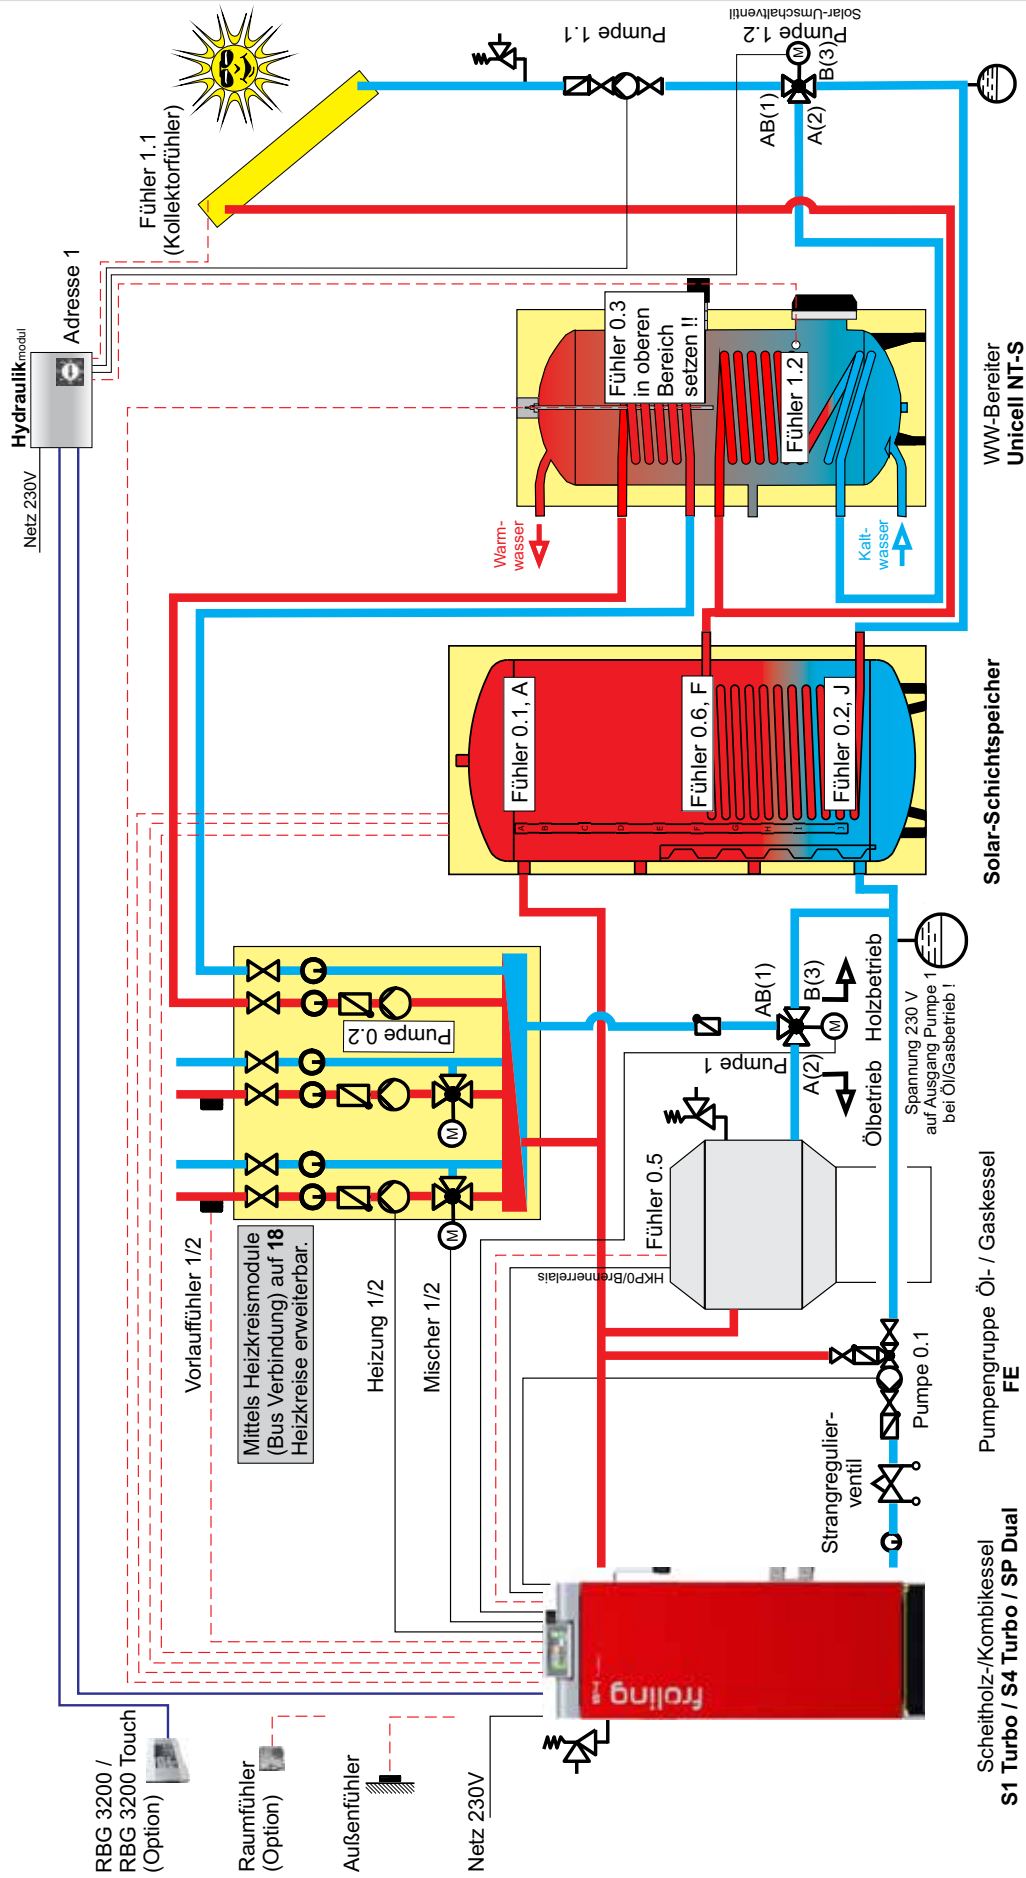 Hydraulikmodul
Adresse 1
Netz 230V
Fühler 1.1
(Kollektorfühler)
Pumpe 1.1
Pumpe 1.2
Solar-Umschaltventil
AB(1)
B(3)
A(2)
M
Fühler 0.3
in oberen
Bereich
setzen !!
Fühler 1.2
Warm-
wasser
Kalt-
wasser
WW-Bereiter
Unicell NT-S
Fühler 0.1, A
Fühler 0.6, F
Fühler 0.2, J
A
B
C
D
E
F
G
H
I
J
Solar-Schichtspeicher
Pumpe 0.2
M
M
Vorlauffühler 1/2
Mittels Heizkreismodule
(Bus Verbindung) auf 18
Heizkreise erweiterbar.
Heizung 1/2
Mischer 1/2
Pumpe 1
AB(1)
B(3)
A(2)
M
Ölbetrieb
Holzbetrieb
Spannung 230 V
auf Ausgang Pumpe 1
bei Öl/Gasbetrieb !
Fühler 0.5
HKP0/Brennerrelais
Öl- / Gaskessel
Pumpe 0.1
Pumpengruppe
FE
Strangregulier-
ventil
froling
Scheitholz-/Kombikessel
S1 Turbo / S4 Turbo / SP Dual
RBG 3200 /
RBG 3200 Touch
(Option)
Raumfühler
(Option)
Außenfühler
Netz 230V